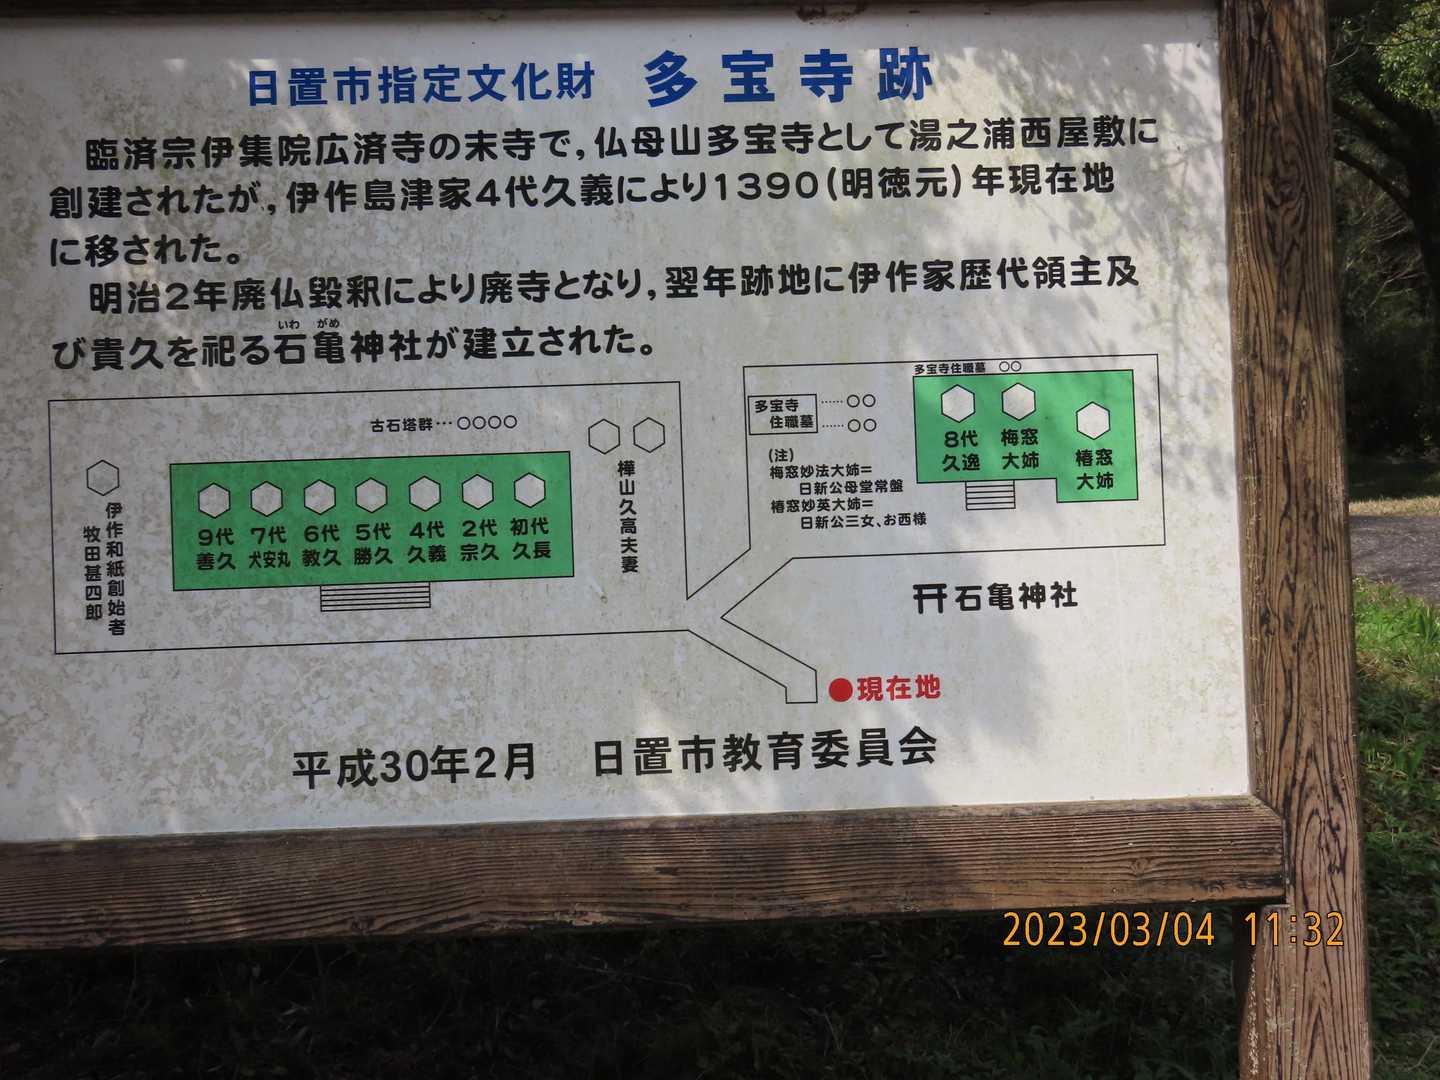 日置市指定文化財 多宝寺跡
臨済宗伊集院広済寺の末寺で，仏母山多宝寺として湯之浦西屋敷に
創建されたが，伊作島津家4代久義により1390（明徳元）年現在地
に移された。
明治2年廃仏毀釈により廃寺となり，翌年跡地に伊作家歴代領主及
いわ がめ
び貴久を祀る石亀神社が建立された。
古石塔群…○○○○
伊作和紙創始者
牧田甚四郎
9代
善久
7代
犬安丸
6代
教久
5代
勝久
4代
久義
2代
宗久
初代
久長
樺山久高夫妻
多宝寺住職墓 ○○
多宝寺
住職墓
……○○
……○○
（注）
梅窓妙法大姉＝
日新公母堂常盤
椿窓妙英大姉＝
日新公三女、お西様
8代
久逸
梅窓
大姉
椿窓
大姉
石亀神社
●現在地
平成30年2月 日置市教育委員会
2023/03/04 11:32